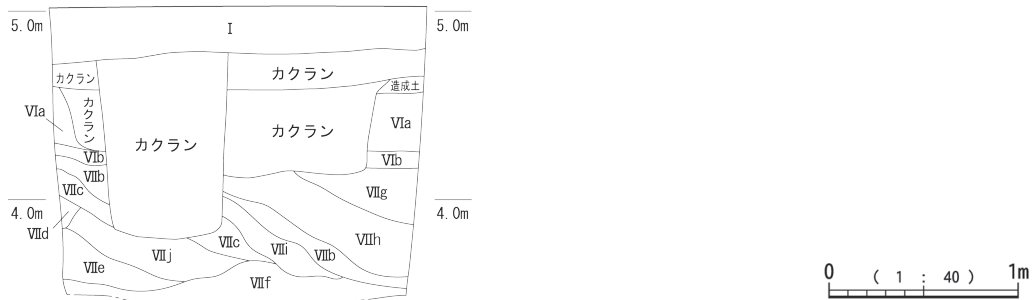 5.0m
5.0m
Ⅰ
カクラン
カクラン
造成土
カクラン
Ⅵa
カクラン
カクラン
Ⅵa
Ⅵb
Ⅵb
Ⅶb
Ⅶc
Ⅶg
4.0m
4.0m
Ⅶd
Ⅶh
Ⅶc
Ⅶi
Ⅶb
Ⅶj
Ⅶe
Ⅶf
0 ( 1 : 40 ) 1m